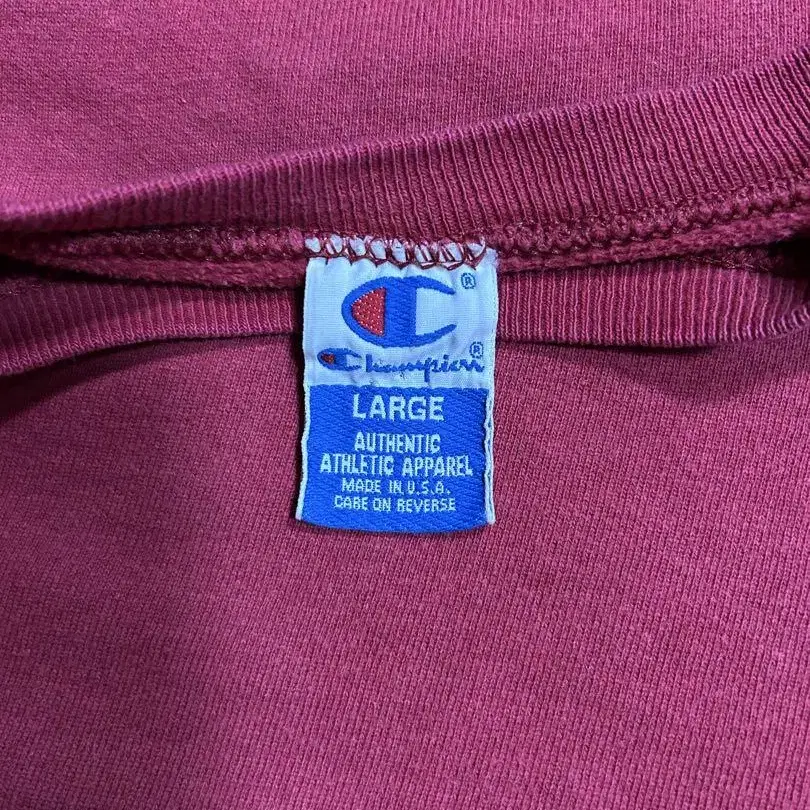 ®
Champion®
LARGE
AUTHENTIC
ATHLETIC APPAREL
MADE IN U.S.A.
CARE ON REVERSE